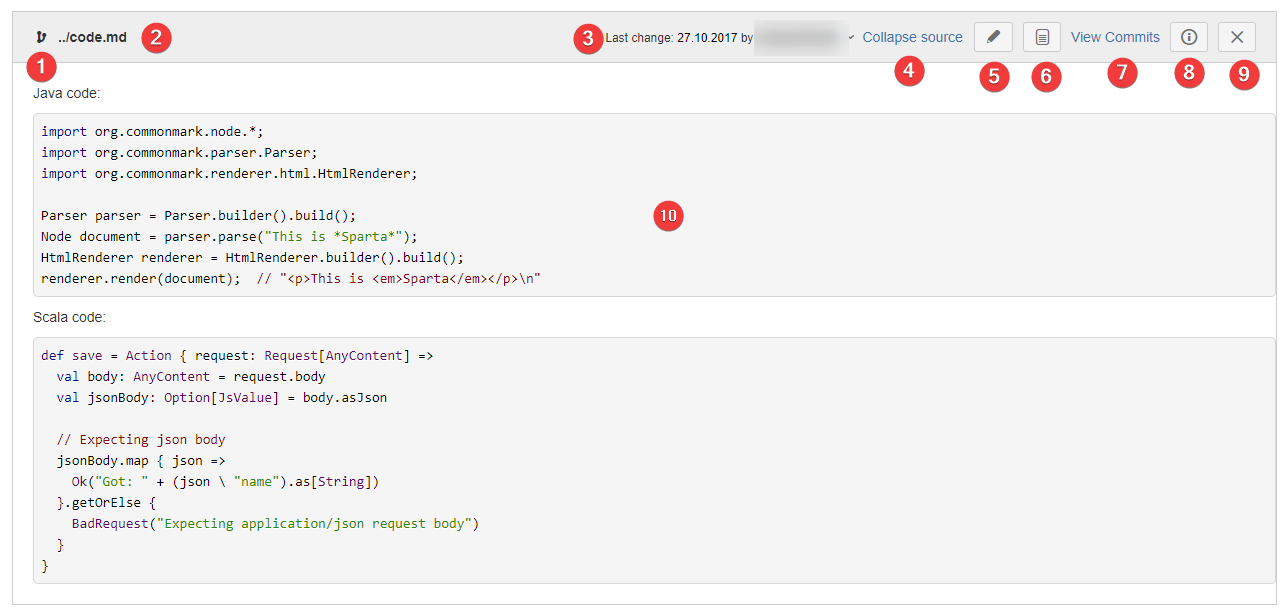 ../code.md 2 3 Last change: 27.10.2017 by Collapse source View Commits
1 4 5 6 7 8 9
Java code:
import org.commonmark.node.*;
import org.commonmark.parser.Parser;
import org.commonmark.renderer.html.HtmlRenderer;
Parser parser = Parser.builder().build();
10
Node document = parser.parse("This is *Sparta*");
HtmlRenderer renderer = HtmlRenderer.builder().build();
renderer.render(document);  // "<p>This is <em>Sparta</em></p>\n"
Scala code:
def save = Action { request: Request[AnyContent] =>
  val body: AnyContent = request.body
  val jsonBody: Option[JsValue] = body.asJson
  // Expecting json body
  jsonBody.map { json =>
    Ok("Got: " + (json \ "name").as[String])
  }.getOrElse {
    BadRequest("Expecting application/json request body")
  }
}